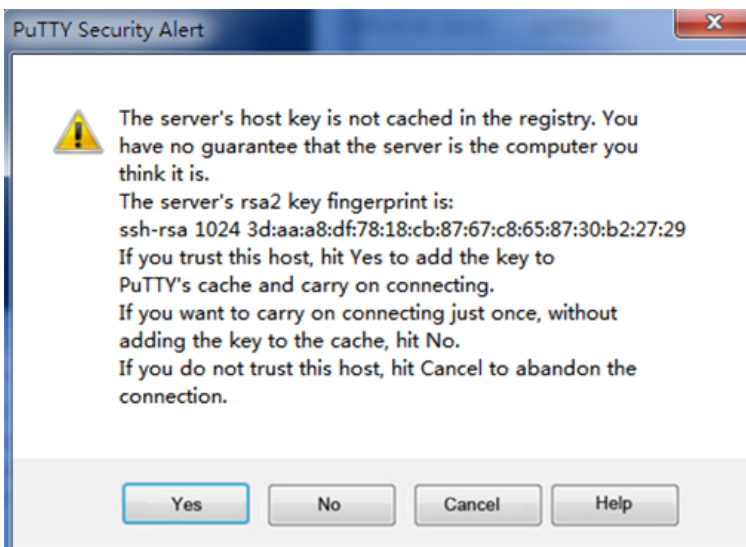 PuTTY Security Alert
The server's host key is not cached in the registry. You
have no guarantee that the server is the computer you
think it is.
The server's rsa2 key fingerprint is:
ssh-rsa 1024 3d:aa:a8:df:78:18:cb:87:67:c8:65:87:30:b2:27:29
If you trust this host, hit Yes to add the key to
PuTTY's cache and carry on connecting.
If you want to carry on connecting just once, without
adding the key to the cache, hit No.
If you do not trust this host, hit Cancel to abandon the
connection.
Yes No Cancel Help